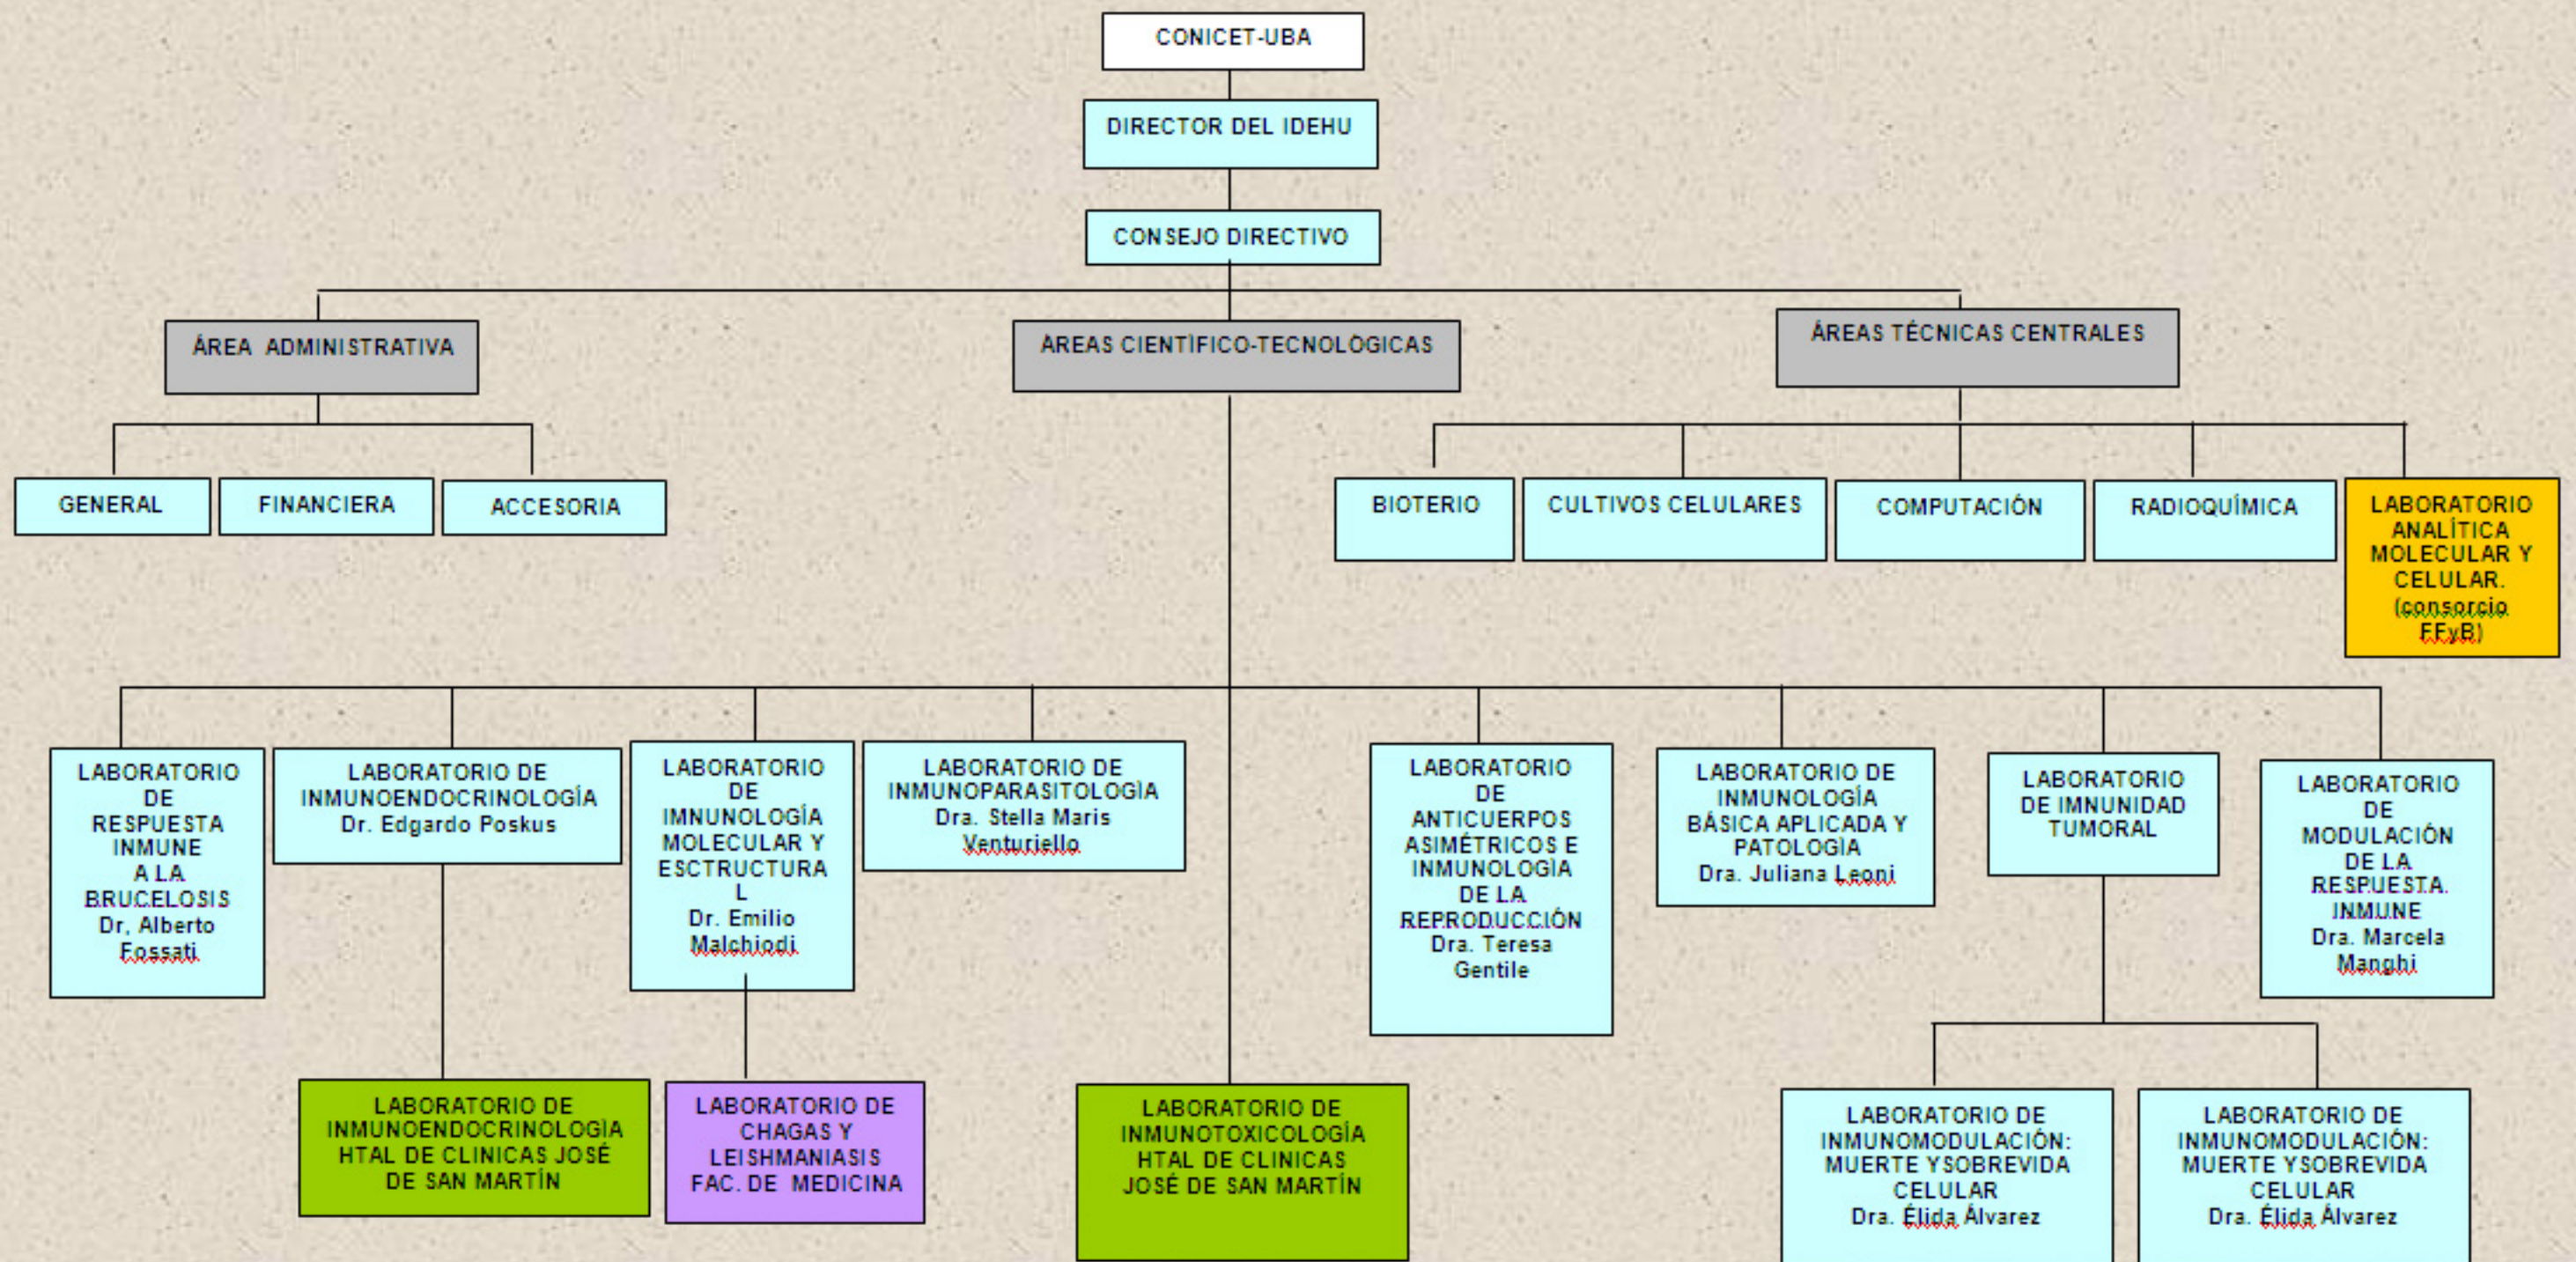 CONICET-UBA
DIRECTOR DEL IDEHU
CONSEJO DIRECTIVO
ÁREA ADMINISTRATIVA
ÁREAS CIENTÌFICO-TECNOLÓGICAS
ÁREAS TÉCNICAS CENTRALES
GENERAL
FINANCIERA
ACCESORIA
BIOTERIO
CULTIVOS CELULARES
COMPUTACIÓN
RADIOQUÍMICA
LABORATORIO
ANALÍTICA
MOLECULAR Y
CELULAR.
(consorcio
FFyB)
LABORATORIO
DE
RESPUESTA
INMUNE
A LA
BRUCELOSIS
Dr, Alberto
Fossati
LABORATORIO DE
INMUNOENDOCRINOLOGÍA
Dr. Edgardo Poskus
LABORATORIO
DE
IMNUNOLOGÍA
MOLECULAR Y
ESCTRUCTURA
L
Dr. Emilio
Malchiodi
LABORATORIO DE
INMUNOPARASITOLOGÌA
Dra. Stella Maris
Venturiello
LABORATORIO
DE
ANTICUERPOS
ASIMÉTRICOS E
INMUNOLOGÌA
DE LA
REPRODUCCIÓN
Dra. Teresa
Gentile
LABORATORIO DE
INMUNOLOGÍA
BÁSICA APLICADA Y
PATOLOGÌA
Dra. Juliana Leoni
LABORATORIO
DE IMNUNIDAD
TUMORAL
LABORATORIO
DE
MODULACIÓN
DE LA
RESPUESTA
INMUNE
Dra. Marcela
Manghi
LABORATORIO DE
INMUNOENDOCRINOLOGÌA
HTAL DE CLINICAS JOSÉ
DE SAN MARTÍN
LABORATORIO DE
CHAGAS Y
LEISHMANIASIS
FAC. DE MEDICINA
LABORATORIO DE
INMUNOTOXICOLOGÍA
HTAL DE CLINICAS
JOSÉ DE SAN MARTÍN
LABORATORIO DE
INMUNOMODULACIÓN:
MUERTE YSOBREVIDA
CELULAR
Dra. Élida Álvarez
LABORATORIO DE
INMUNOMODULACIÓN:
MUERTE YSOBREVIDA
CELULAR
Dra. Élida Álvarez